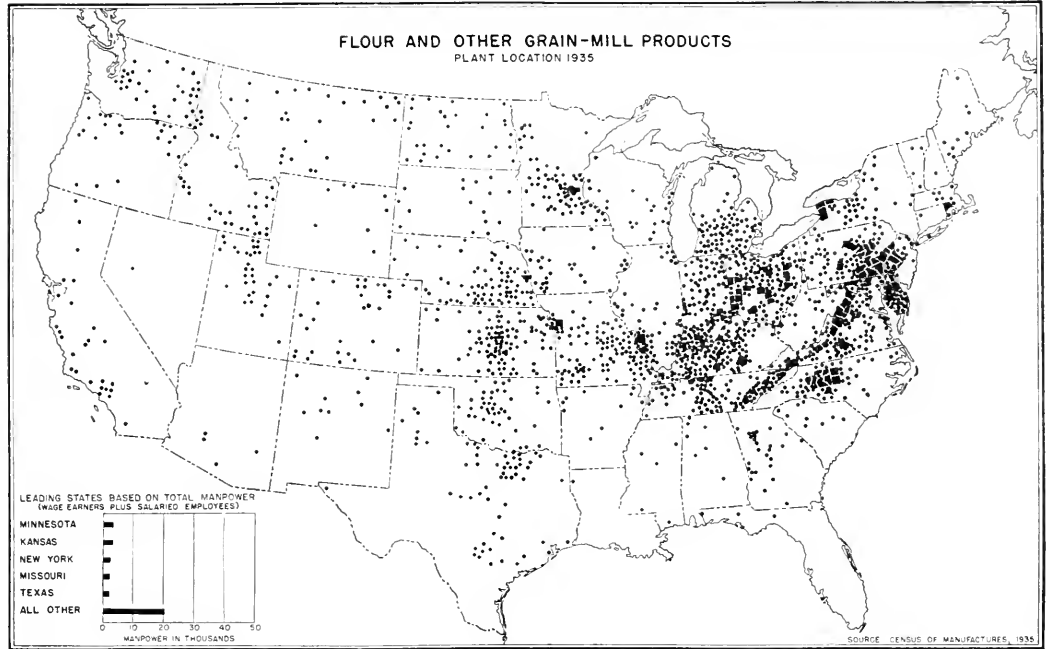 FLOUR AND OTHER GRAIN-MILL PRODUCTS
PLANT LOCATION 1935
LEADING STATES BASED ON TOTAL MANPOWER
(WAGE EARNERS PLUS SALARIED EMPLOYEES)
MINNESOTA
KANSAS
NEW YORK
MISSOURI
TEXAS
ALL OTHER
0 10 20 30 40 50
MANPOWER IN THOUSANDS
SOURCE CENSUS OF MANUFACTURES, 1935